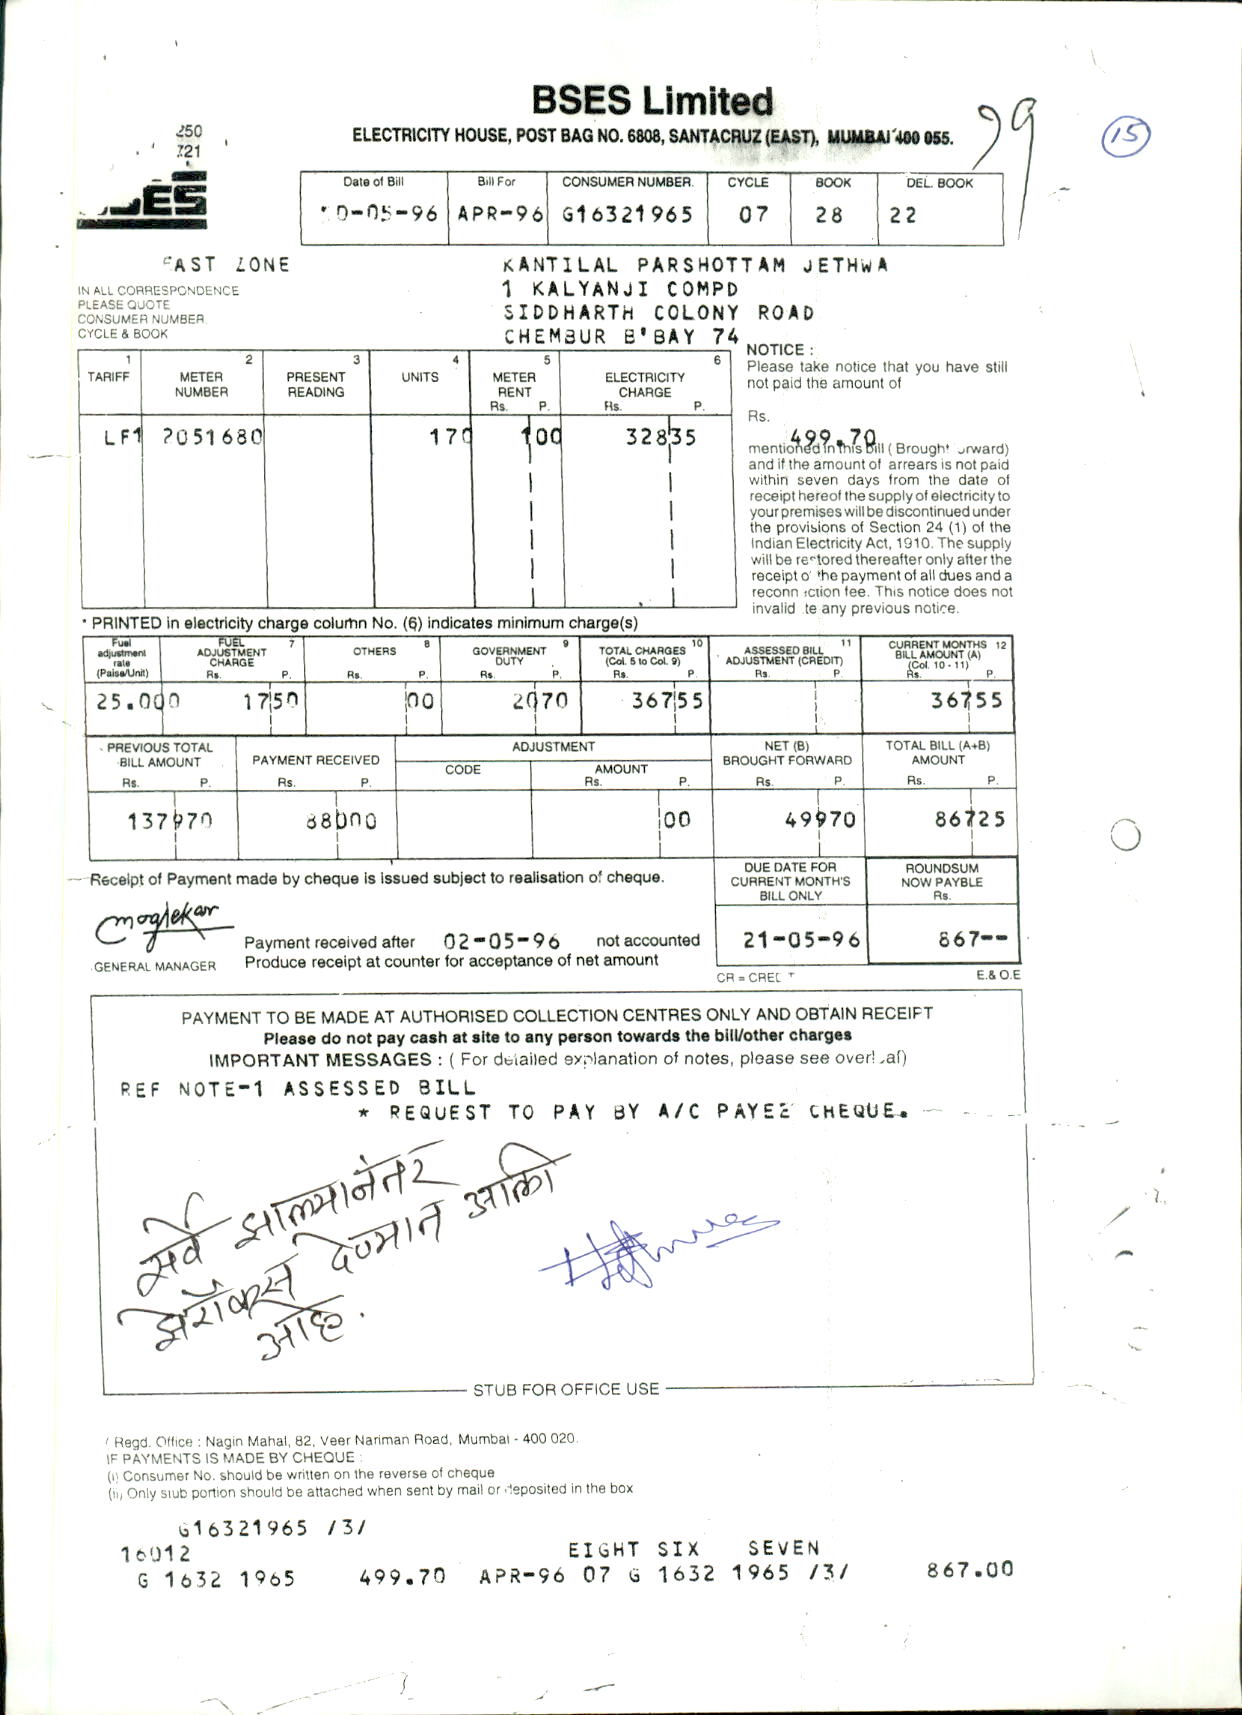 BSES Limited
ELECTRICITY HOUSE, POST BAG NO. 6808, SANTACRUZ (EAST), MUMBAI 400 055.
99
15
250
721
BSES
Date of Bill Bill For CONSUMER NUMBER. CYCLE BOOK DEL. BOOK
0-05-96 APR-96 G16321965 07 28 22
EAST ZONE
KANTILAL PARSHOTTAM JETHWA
1 KALYANJI COMPD
SIDDHARTH COLONY ROAD
CHEMBUR B'BAY 74
IN ALL CORRESPONDENCE
PLEASE QUOTE
CONSUMER NUMBER
CYCLE & BOOK
1 2 3 4 5 6
TARIFF METER NUMBER PRESENT READING UNITS METER RENT Rs. P. ELECTRICITY CHARGE Rs. P.
LF1 2051680 170 1 00 328 35
NOTICE :
Please take notice that you have still
not paid the amount of
Rs.
499.70
mentioned in this bill ( Brought orward)
and if the amount of arrears is not paid
within seven days from the date of
receipt hereof the supply of electricity to
your premises will be discontinued under
the provisions of Section 24 (1) of the
Indian Electricity Act, 1910. The supply
will be restored thereafter only after the
receipt of the payment of all dues and a
reconnection fee. This notice does not
invalidate any previous notice.
* PRINTED in electricity charge column No. (6) indicates minimum charge(s)
Fuel adjustment rate (Paise/Unit) FUEL ADJUSTMENT CHARGE 7 Rs. P. OTHERS 8 Rs. P. GOVERNMENT DUTY 9 Rs. P. TOTAL CHARGES 10 (Col. 5 to Col. 9) Rs. P. ASSESSED BILL 11 ADJUSTMENT (CREDIT) Rs. P. CURRENT MONTHS 12 BILL AMOUNT (A) (Col. 10 - 11) Rs. P.
25.000 17 50 00 20 70 367 55 367 55
PREVIOUS TOTAL BILL AMOUNT Rs. P. PAYMENT RECEIVED Rs. P. ADJUSTMENT CODE AMOUNT Rs. P. NET (B) BROUGHT FORWARD Rs. P. TOTAL BILL (A+B) AMOUNT Rs. P.
1379 70 880 00 00 499 70 867 25
Receipt of Payment made by cheque is issued subject to realisation of cheque.
DUE DATE FOR CURRENT MONTH'S BILL ONLY ROUNDSUM NOW PAYBLE Rs.
21-05-96 867--
Payment received after 02-05-96 not accounted
GENERAL MANAGER Produce receipt at counter for acceptance of net amount
CR = CREDIT E.& O.E
PAYMENT TO BE MADE AT AUTHORISED COLLECTION CENTRES ONLY AND OBTAIN RECEIPT
Please do not pay cash at site to any person towards the bill/other charges
IMPORTANT MESSAGES : ( For detailed explanation of notes, please see overleaf)
REF NOTE-1 ASSESSED BILL
* REQUEST TO PAY BY A/C PAYEE CHEQUE.
सर्वे झाल्यानंतर
झेरॉक्स देण्यात आली
आहे.
STUB FOR OFFICE USE
Regd. Office : Nagin Mahal, 82, Veer Nariman Road, Mumbai - 400 020.
IF PAYMENTS IS MADE BY CHEQUE :
(i) Consumer No. should be written on the reverse of cheque
(ii) Only stub portion should be attached when sent by mail or deposited in the box
G16321965 /3/
16012
EIGHT SIX SEVEN
G 1632 1965 499.70 APR-96 07 G 1632 1965 /3/ 867.00